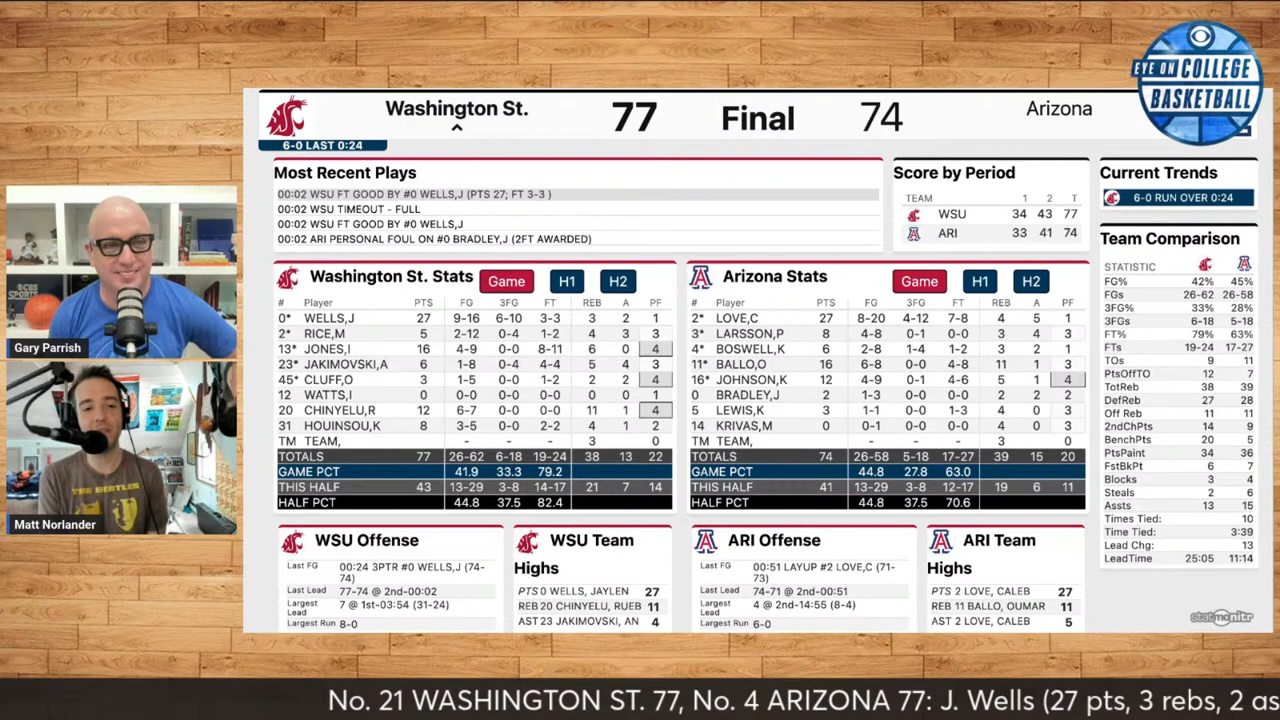 EYE ON COLLEGE
BASKETBALL
Washington St. 77 Final 74 Arizona
6-0 LAST 0:24
Most Recent Plays
00:02 WSU FT GOOD BY #0 WELLS,J (PTS 27; FT 3-3 )
00:02 WSU TIMEOUT - FULL
00:02 WSU FT GOOD BY #0 WELLS,J
00:02 ARI PERSONAL FOUL ON #0 BRADLEY,J (2FT AWARDED)
Score by Period
TEAM 1 2 T
WSU 34 43 77
ARI 33 41 74
Current Trends
6-0 RUN OVER 0:24
Washington St. Stats Game H1 H2
# Player PTS FG 3FG FT REB A PF
0* WELLS,J 27 9-16 6-10 3-3 3 2 1
2* RICE,M 5 2-12 0-4 1-2 4 3 3
13* JONES,I 16 4-9 0-0 8-11 6 0 4
23* JAKIMOVSKI,A 6 1-8 0-4 4-4 5 4 3
45* CLUFF,O 3 1-5 0-0 1-2 2 2 4
12 WATTS,I 0 0-0 0-0 0-0 0 0 1
20 CHINYELU,R 12 6-7 0-0 0-0 11 1 4
31 HOUINSOU,K 8 3-5 0-0 2-2 4 1 2
TM TEAM, - - - 3 0
TOTALS 77 26-62 6-18 19-24 38 13 22
GAME PCT 41.9 33.3 79.2
THIS HALF 43 13-29 3-8 14-17 21 7 14
HALF PCT 44.8 37.5 82.4
Arizona Stats Game H1 H2
# Player PTS FG 3FG FT REB A PF
2* LOVE,C 27 8-20 4-12 7-8 4 5 1
3* LARSSON,P 8 4-8 0-1 0-0 3 4 3
4* BOSWELL,K 6 2-8 1-4 1-2 3 2 1
11* BALLO,O 16 6-8 0-0 4-8 11 1 3
16* JOHNSON,K 12 4-9 0-1 4-6 5 1 4
0 BRADLEY,J 2 1-3 0-0 0-0 2 2 2
5 LEWIS,K 3 1-1 0-0 1-3 4 0 3
14 KRIVAS,M 0 0-1 0-0 0-0 4 0 3
TM TEAM, - - - 3 0
TOTALS 74 26-58 5-18 17-27 39 15 20
GAME PCT 44.8 27.8 63.0
THIS HALF 41 13-29 3-8 12-17 19 6 11
HALF PCT 44.8 37.5 70.6
Team Comparison
STATISTIC
FG% 42% 45%
FGs 26-62 26-58
3FG% 33% 28%
3FGs 6-18 5-18
FT% 79% 63%
FTs 19-24 17-27
TOs 9 11
PtsOffTO 12 7
TotReb 38 39
DefReb 27 28
Off Reb 11 11
2ndChPts 14 9
BenchPts 20 5
PtsPaint 34 36
FstBkPt 6 7
Blocks 3 4
Steals 2 6
Assts 13 15
Times Tied: 10
Time Tied: 3:39
Lead Chg: 13
LeadTime 25:05 11:14
WSU Offense
Last FG 00:24 3PTR #0 WELLS,J (74-
74)
Last Lead 77-74 @ 2nd-00:02
Largest Lead 7 @ 1st-03:54 (31-24)
Largest Run 8-0
WSU Team
Highs
PTS 0 WELLS, JAYLEN 27
REB 20 CHINYELU, RUEB 11
AST 23 JAKIMOVSKI, AN 4
ARI Offense
Last FG 00:51 LAYUP #2 LOVE,C (71-
73)
Last Lead 74-71 @ 2nd-00:51
Largest Lead 4 @ 2nd-14:55 (8-4)
Largest Run 6-0
ARI Team
Highs
PTS 2 LOVE, CALEB 27
REB 11 BALLO, OUMAR 11
AST 2 LOVE, CALEB 5
statmonitr
CBS
SPORTS
Gary Parrish
THE BEATLES
Matt Norlander
No. 21 WASHINGTON ST. 77, No. 4 ARIZONA 77: J. Wells (27 pts, 3 rebs, 2 as